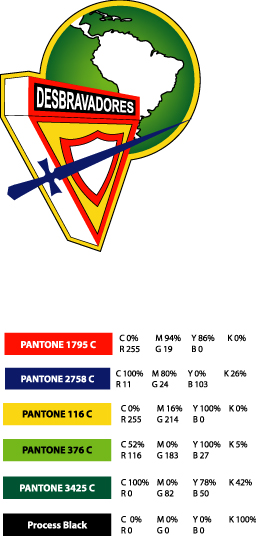 DESBRAVADORES
PANTONE 1795 C
C 0% M 94% Y 86% K 0%
R 255 G 19 B 0
PANTONE 2758 C
C 100% M 80% Y 0% K 26%
R 11 G 24 B 103
PANTONE 116 C
C 0% M 16% Y 100% K 0%
R 255 G 214 B 0
PANTONE 376 C
C 52% M 0% Y 100% K 5%
R 116 G 183 B 27
PANTONE 3425 C
C 100% M 0% Y 78% K 42%
R 0 G 82 B 50
Process Black
C 0% M 0% Y 0% K 100%
R 0 G 0 B 0